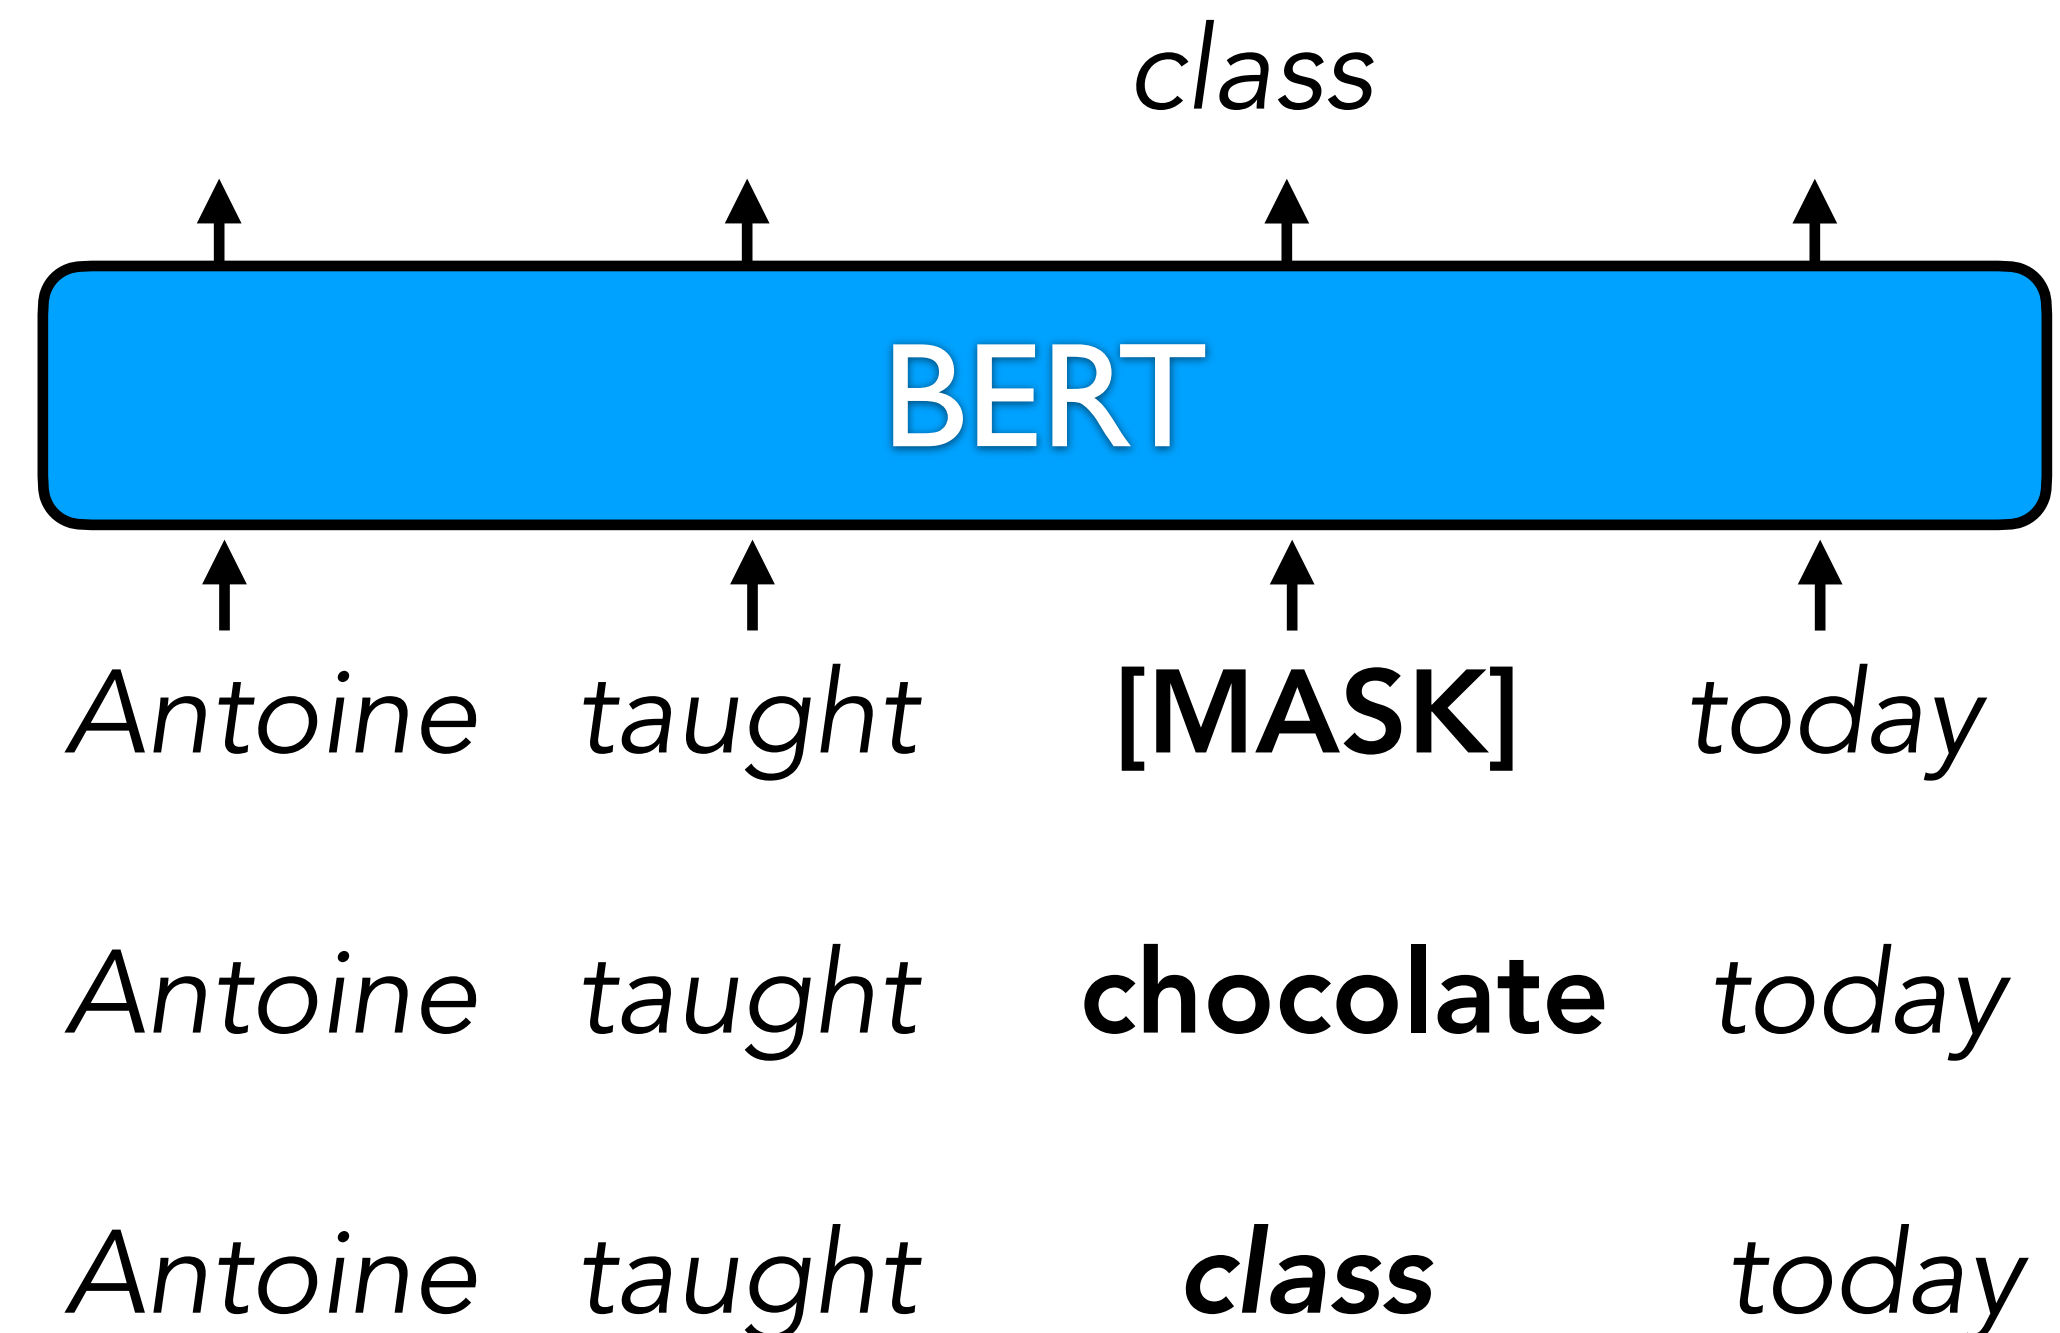 class
BERT
Antoine taught [MASK] today
Antoine taught chocolate today
Antoine taught class today